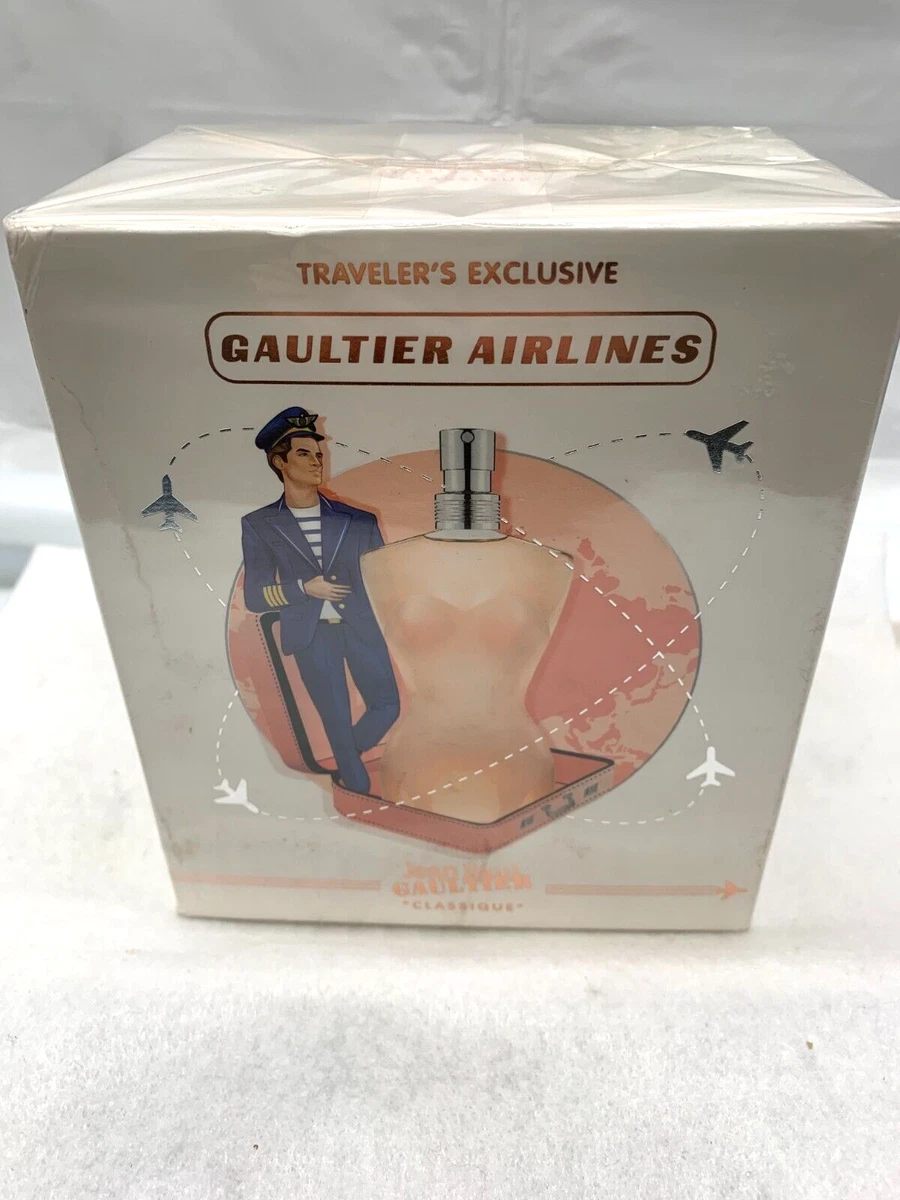 TRAVELER'S EXCLUSIVE
GAULTIER AIRLINES
GAULTIER
"CLASSIQUE"